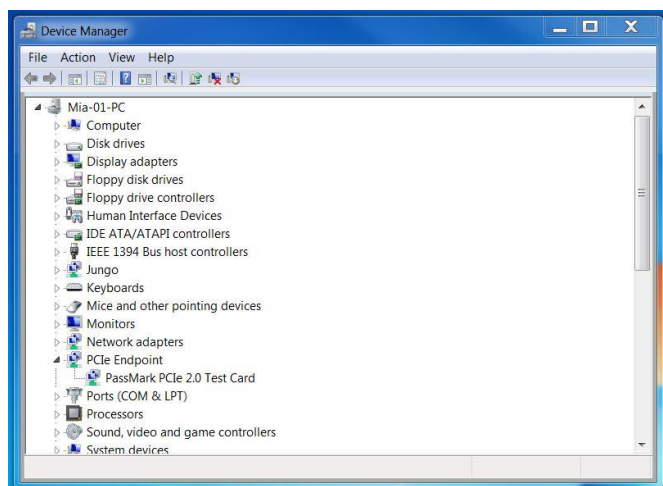 Device Manager
File Action View Help
Mia-01-PC
Computer
Disk drives
Display adapters
Floppy disk drives
Floppy drive controllers
Human Interface Devices
IDE ATA/ATAPI controllers
IEEE 1394 Bus host controllers
Jungo
Keyboards
Mice and other pointing devices
Monitors
Network adapters
PCIe Endpoint
PassMark PCIe 2.0 Test Card
Ports (COM & LPT)
Processors
Sound, video and game controllers
System devices